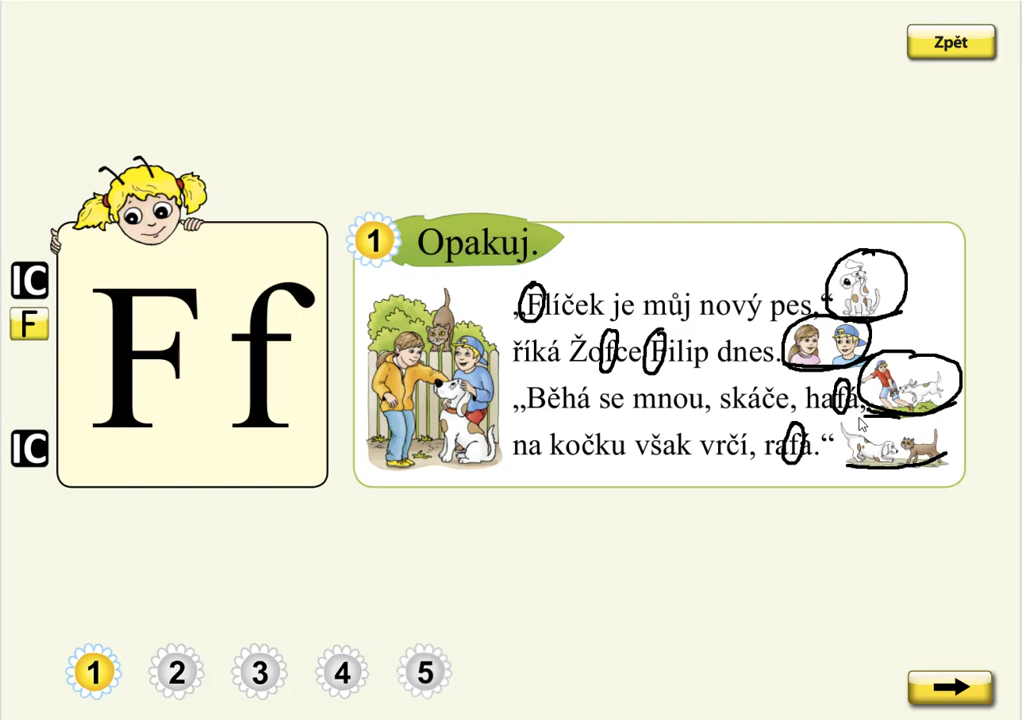 Zpět
1 Opakuj.
IC
F
IC
F f
„Flíček je můj nový pes,“
říká Žofce Filip dnes.
„Běhá se mnou, skáče, hafá,
na kočku však vrčí, rafá.“
1 2 3 4 5